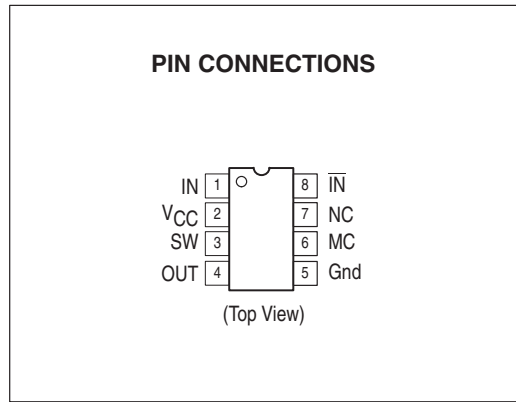 PIN CONNECTIONS
IN 1 8 I̅N̅
VCC 2 7 NC
SW 3 6 MC
OUT 4 5 Gnd
(Top View)